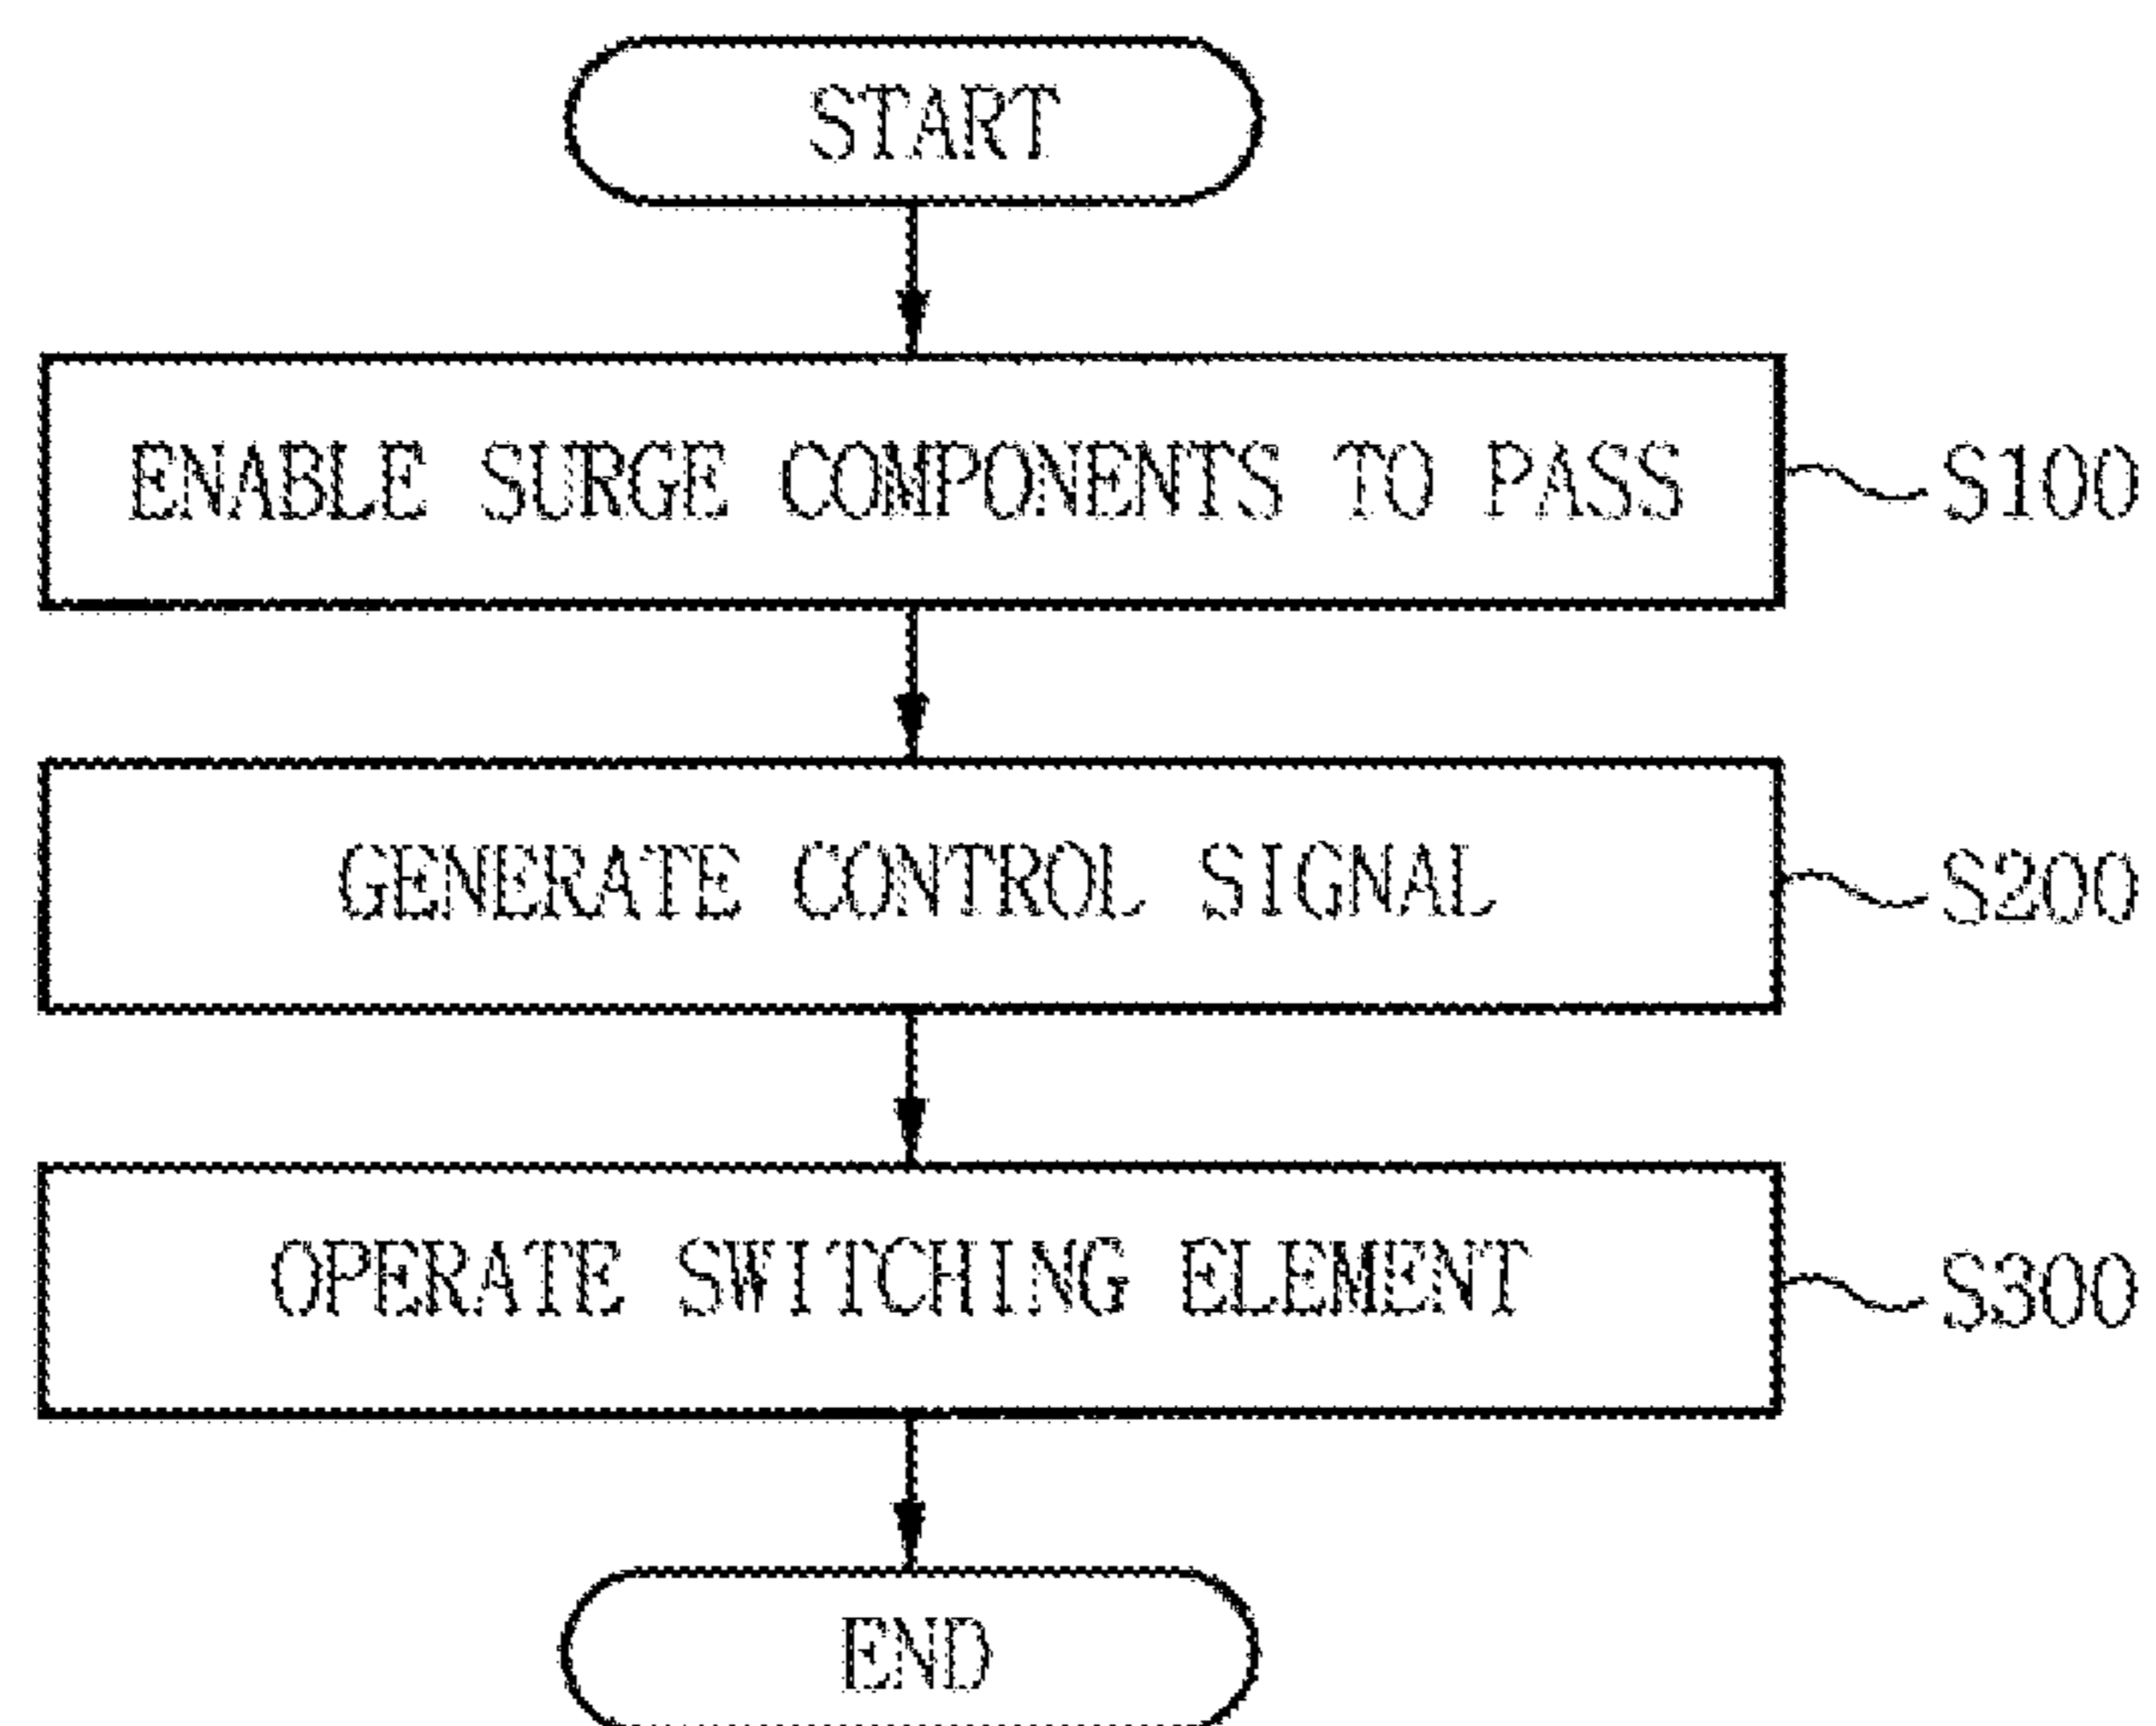 START
ENABLE SURGE COMPONENTS TO PASS
S100
GENERATE CONTROL SIGNAL
S200
OPERATE SWITCHING ELEMENT
S300
END